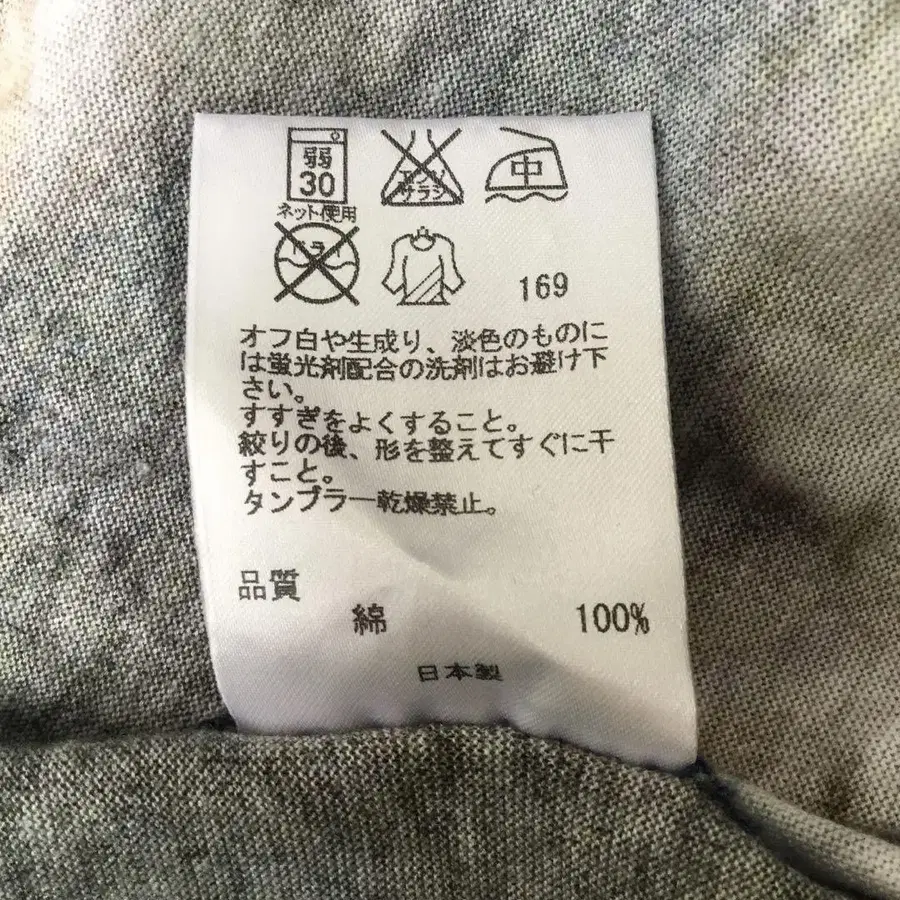 弱
30
ネット使用
エンソ
サラシ
中
ドライ
169
オフ白や生成り、淡色のものに
は蛍光剤配合の洗剤はお避け下
さい。
すすぎをよくすること。
絞りの後、形を整えてすぐに干
すこと。
タンブラー乾燥禁止。
品質
綿 100%
日本製